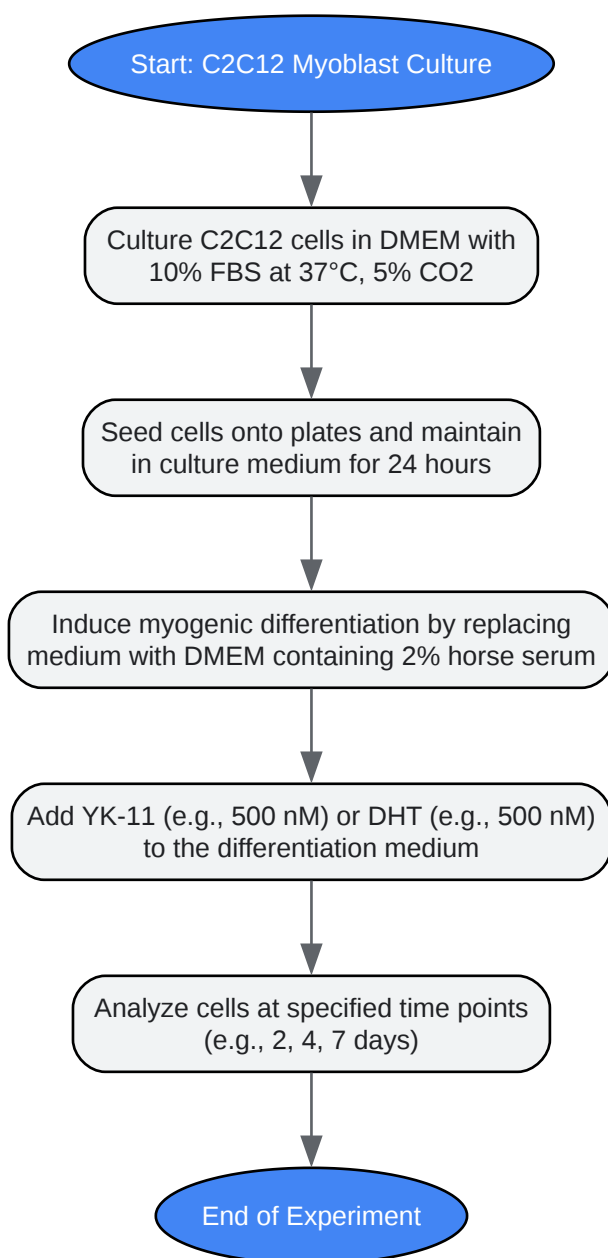 Start: C2C12 Myoblast Culture
Culture C2C12 cells in DMEM with
10% FBS at 37°C, 5% CO2
Seed cells onto plates and maintain
in culture medium for 24 hours
Induce myogenic differentiation by replacing
medium with DMEM containing 2% horse serum
Add YK-11 (e.g., 500 nM) or DHT (e.g., 500 nM)
to the differentiation medium
Analyze cells at specified time points
(e.g., 2, 4, 7 days)
End of Experiment